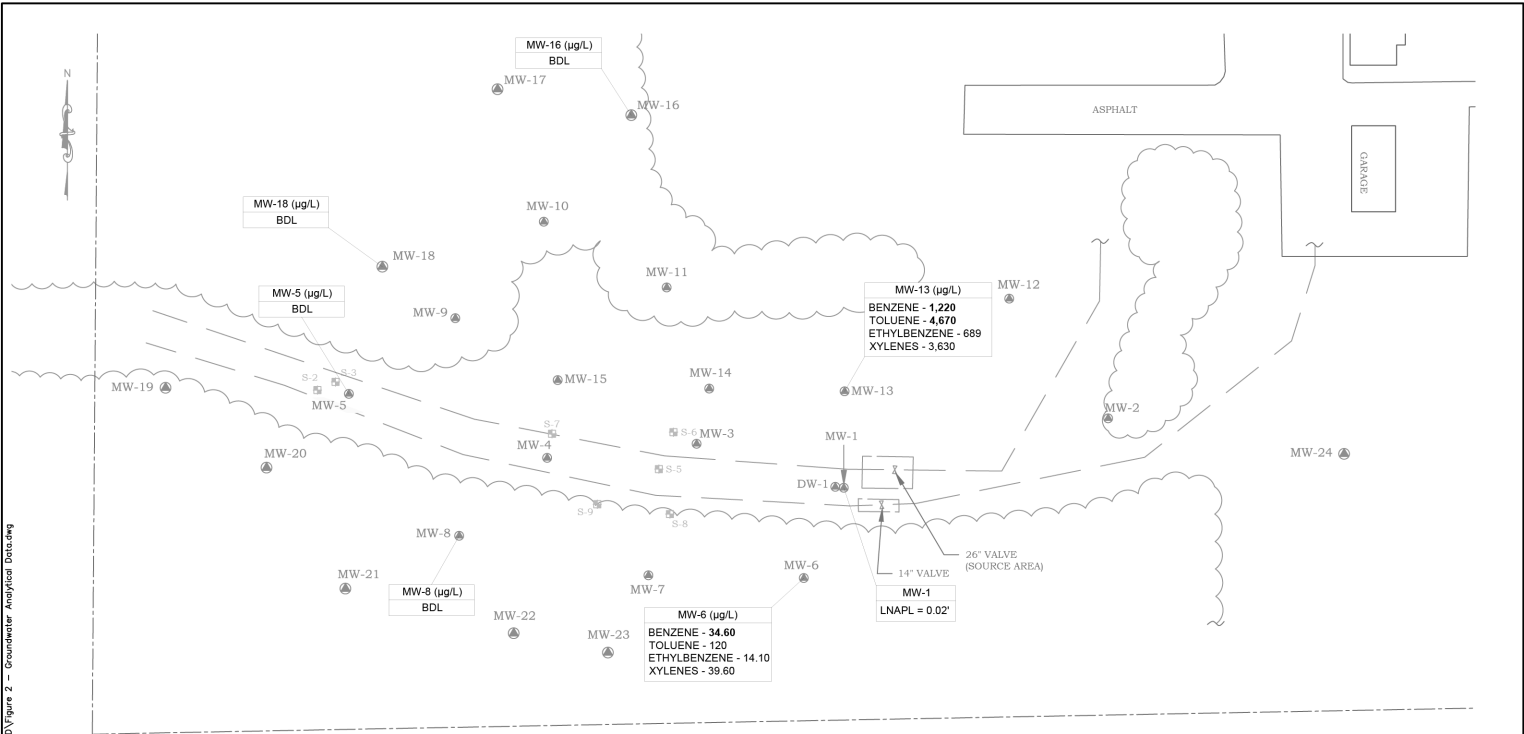 MW-16 (µg/L)
BDL
N
MW-17
MW-16
ASPHALT
GARAGE
MW-18 (µg/L)
BDL
MW-10
MW-18
MW-11
MW-5 (µg/L)
BDL
MW-9
MW-13 (µg/L)
BENZENE - 1,220
TOLUENE - 4,670
ETHYLBENZENE - 689
XYLENES - 3,630
MW-12
MW-19
S-2
S-3
MW-5
MW-15
MW-14
MW-13
MW-2
S-7
S-6
MW-3
MW-4
MW-1
MW-20
S-5
DW-1
MW-24
S-9
S-8
MW-8
26" VALVE
(SOURCE AREA)
14" VALVE
MW-21
MW-8 (µg/L)
BDL
MW-7
MW-6
MW-1
LNAPL = 0.02'
MW-22
MW-23
MW-6 (µg/L)
BENZENE - 34.60
TOLUENE - 120
ETHYLBENZENE - 14.10
XYLENES - 39.60
D\Figure 2 - Groundwater Analytical Data.dwg